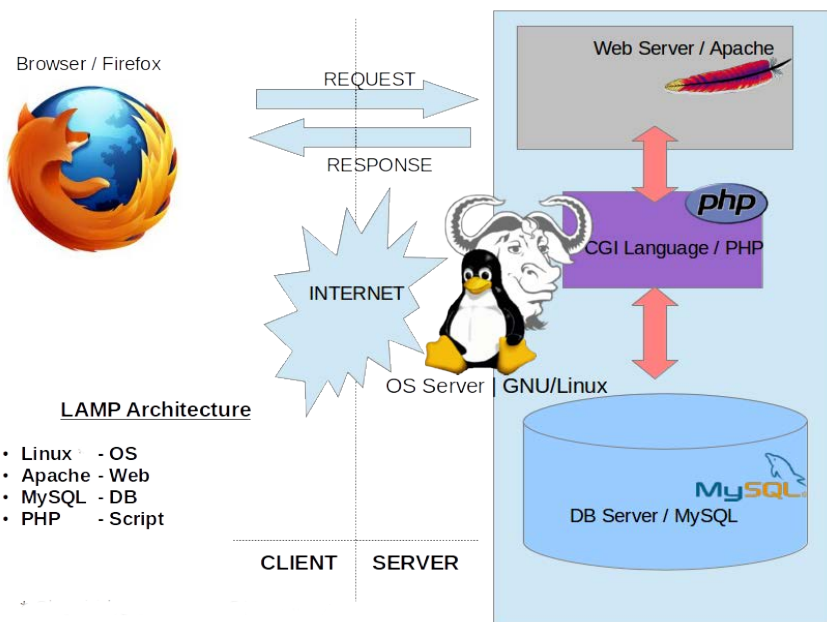 Browser / Firefox
REQUEST
RESPONSE
Web Server / Apache
php
CGI Language / PHP
INTERNET
OS Server | GNU/Linux
MySQL
DB Server / MySQL
LAMP Architecture
• Linux - OS
• Apache - Web
• MySQL - DB
• PHP - Script
CLIENT
SERVER